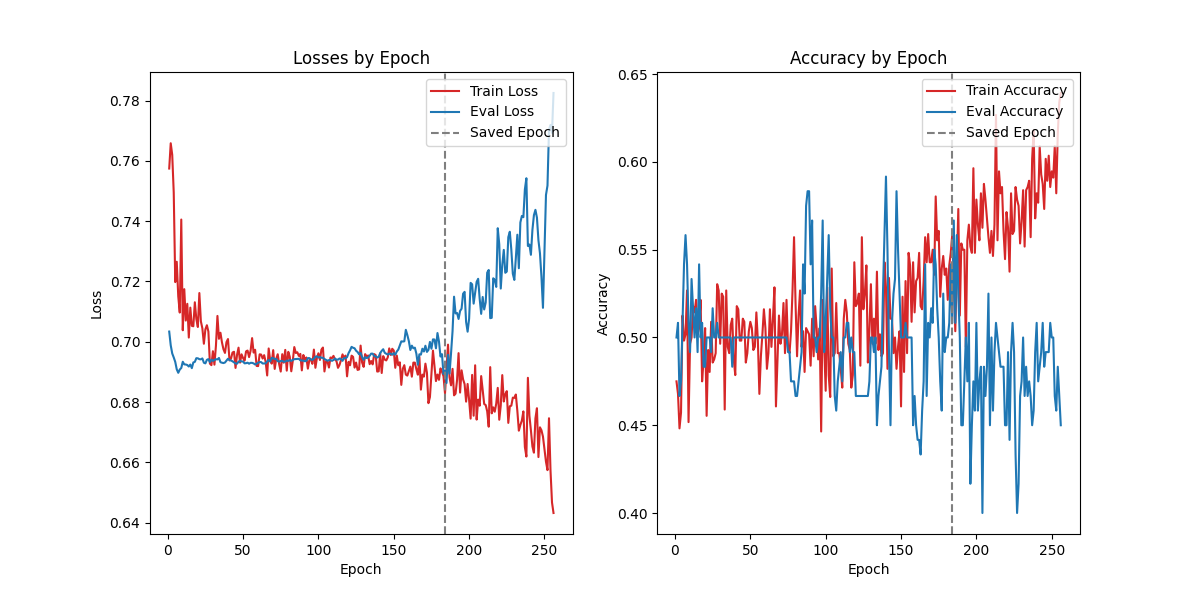 Losses by Epoch
Train Loss
Eval Loss
Saved Epoch
0.78
0.76
0.74
0.72
0.70
0.68
0.66
0.64
Loss
0
50
100
150
200
250
Epoch
Accuracy by Epoch
Train Accuracy
Eval Accuracy
Saved Epoch
0.65
0.60
0.55
0.50
0.45
0.40
Accuracy
0
50
100
150
200
250
Epoch